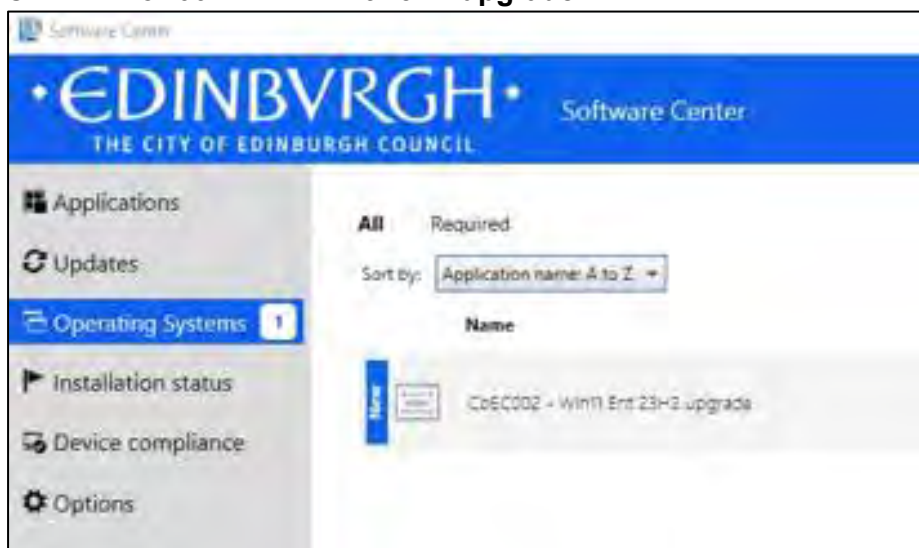 Software Center
·EDINBVRGH·
THE CITY OF EDINBURGH COUNCIL
Software Center
Applications
Updates
Operating Systems 1
Installation status
Device compliance
Options
All Required
Sort by: Application name: A to Z
Name
New
CoEC002 - Win11 Ent 23H2 upgrade